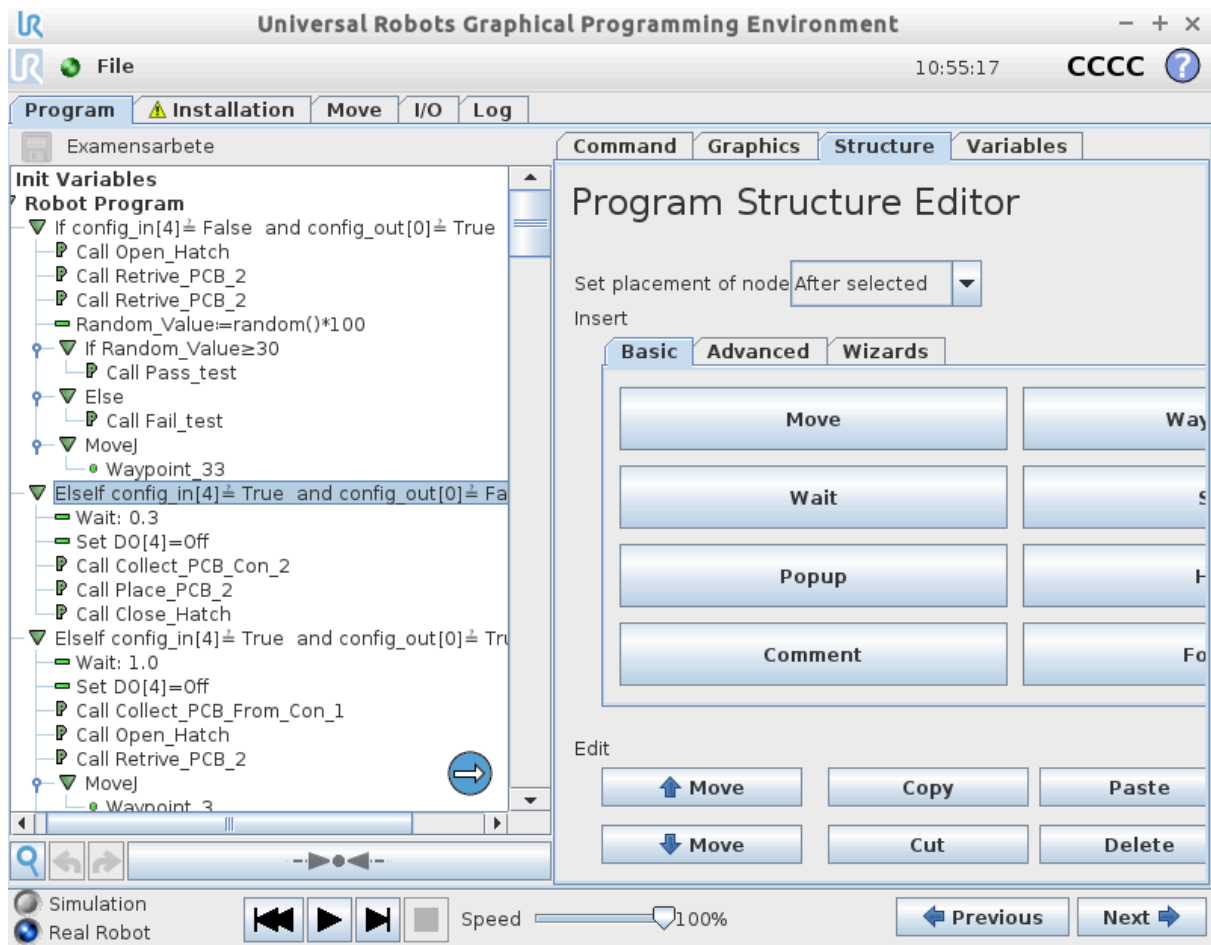 Universal Robots Graphical Programming Environment
File
10:55:17
CCCC
Program
Installation
Move
I/O
Log
Examensarbete
Command
Graphics
Structure
Variables
Init Variables
Robot Program
If config_in[4]≟ False and config_out[0]≟ True
Call Open_Hatch
Call Retrive_PCB_2
Call Retrive_PCB_2
Random_Value≔random()*100
If Random_Value≥30
Call Pass_test
Else
Call Fail_test
MoveJ
Waypoint_33
ElseIf config_in[4]≟ True and config_out[0]≟ Fa
Wait: 0.3
Set DO[4]=Off
Call Collect_PCB_Con_2
Call Place_PCB_2
Call Close_Hatch
ElseIf config_in[4]≟ True and config_out[0]≟ Tru
Wait: 1.0
Set DO[4]=Off
Call Collect_PCB_From_Con_1
Call Open_Hatch
Call Retrive_PCB_2
MoveJ
Waypoint_3
Program Structure Editor
Set placement of node After selected
Insert
Basic
Advanced
Wizards
Move
Way
Wait
S
Popup
H
Comment
Fo
Edit
Move
Copy
Paste
Move
Cut
Delete
Simulation
Real Robot
Speed
100%
Previous
Next